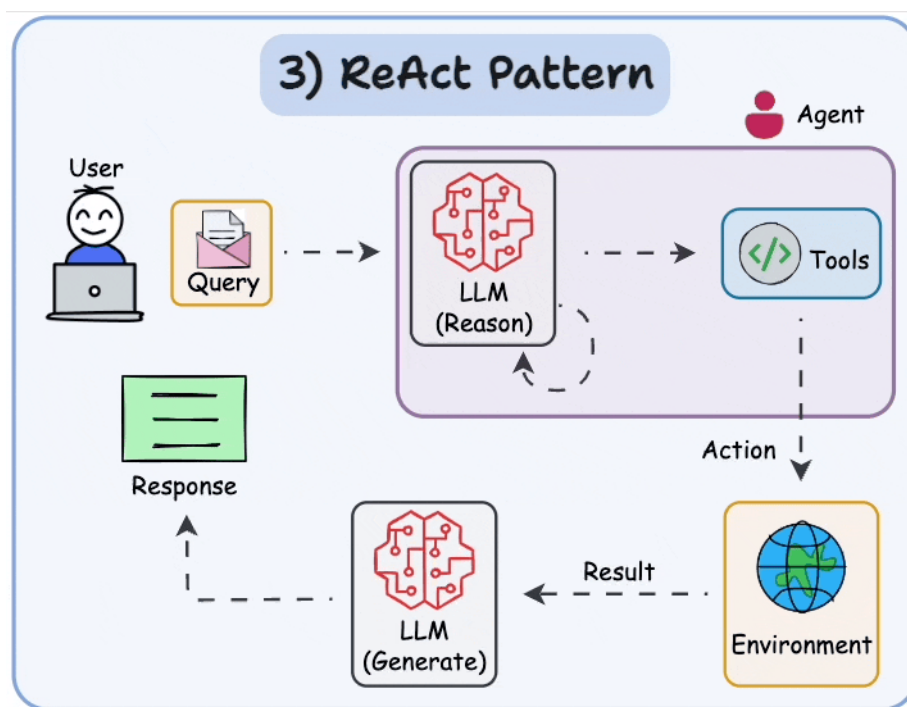 3) ReAct Pattern
Agent
User
Query
LLM
(Reason)
</> Tools
Action
Response
Result
LLM
(Generate)
Environment